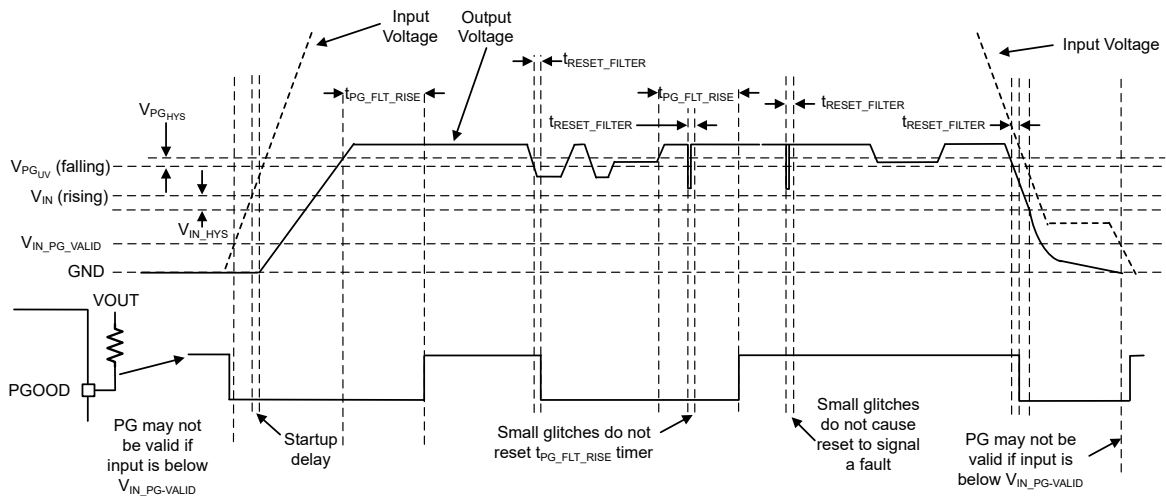 Input
Voltage
Output
Voltage
Input Voltage
tRESET_FILTER
tPG_FLT_RISE
tPG_FLT_RISE
tRESET_FILTER
tRESET_FILTER
tRESET_FILTER
VPGHYS
VPGUV (falling)
VIN (rising)
VIN_HYS
VIN_PG_VALID
GND
VOUT
PGOOD
PG may not
be valid if
input is below
VIN_PG-VALID
Startup
delay
Small glitches do not
reset tPG_FLT_RISE timer
Small glitches
do not cause
reset to signal
a fault
PG may not be
valid if input is
below VIN_PG-VALID